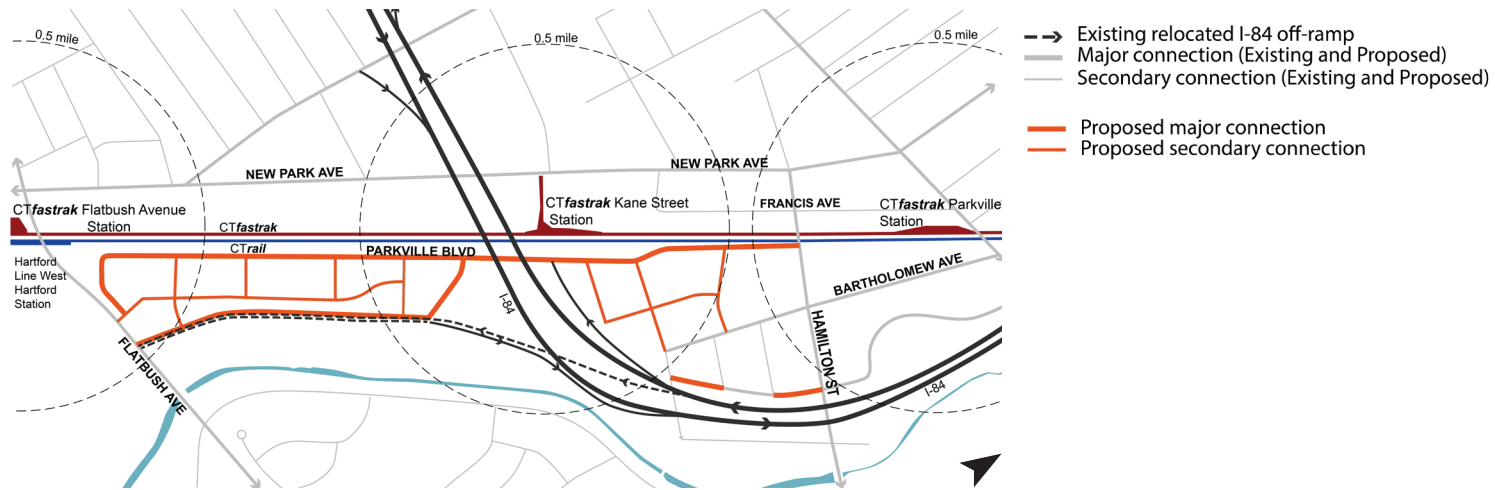 0.5 mile
0.5 mile
0.5 mile
Existing relocated I-84 off-ramp
Major connection (Existing and Proposed)
Secondary connection (Existing and Proposed)
Proposed major connection
Proposed secondary connection
NEW PARK AVE
NEW PARK AVE
CTfastrak Flatbush Avenue
Station
CTfastrak Kane Street
Station
FRANCIS AVE
CTfastrak Parkville
Station
CTfastrak
CTrail
PARKVILLE BLVD
Hartford
Line West
Hartford
Station
BARTHOLOMEW AVE
I-84
HAMILTON ST
FLATBUSH AVE
I-84